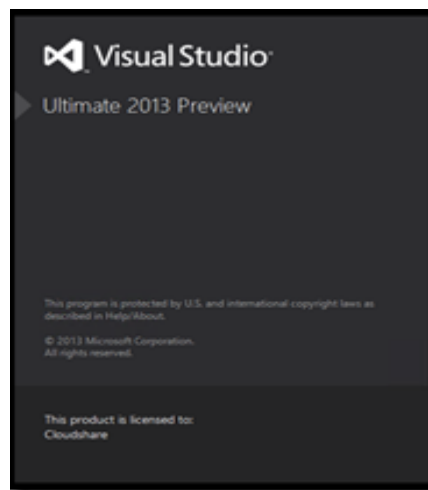 Visual Studio
Ultimate 2013 Preview
This program is protected by U.S. and international copyright laws as
described in Help/About.
© 2013 Microsoft Corporation.
All rights reserved.
This product is licensed to:
Cloudshare